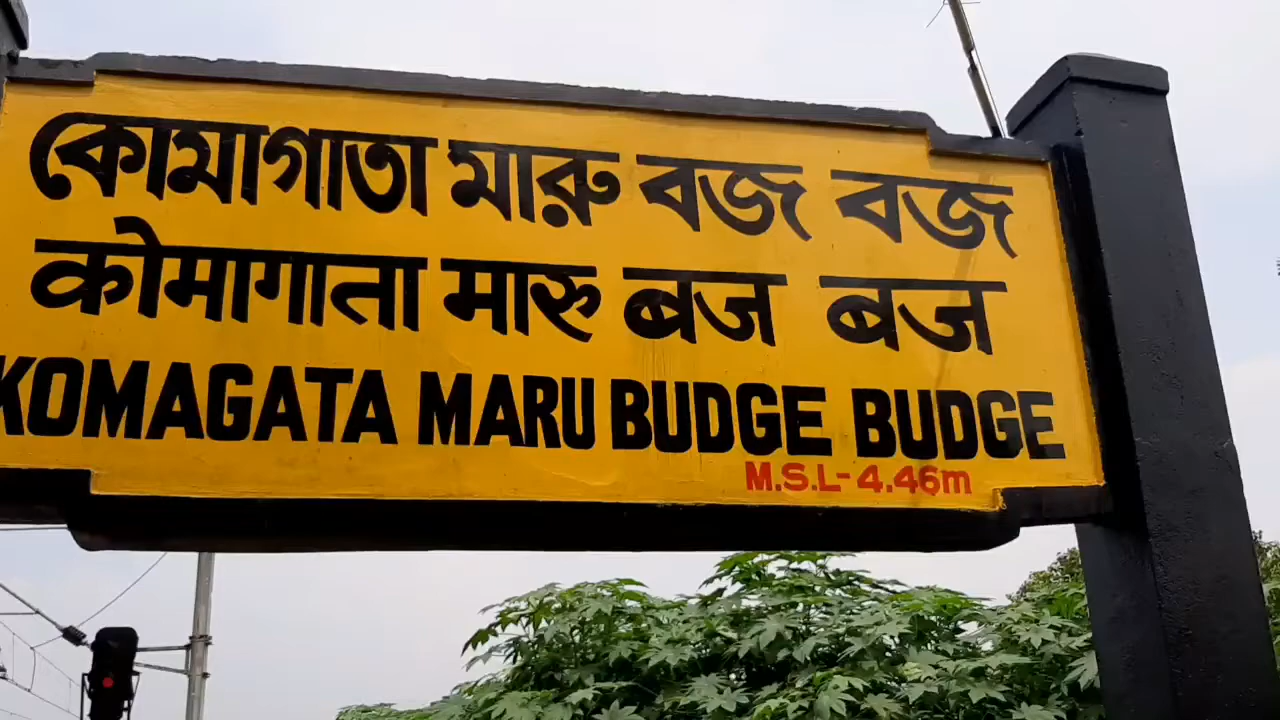 কোমাগাতা মারু বজ বজ
कोमागाता मारु बज बज
KOMAGATA MARU BUDGE BUDGE
M.S.L-4.46m